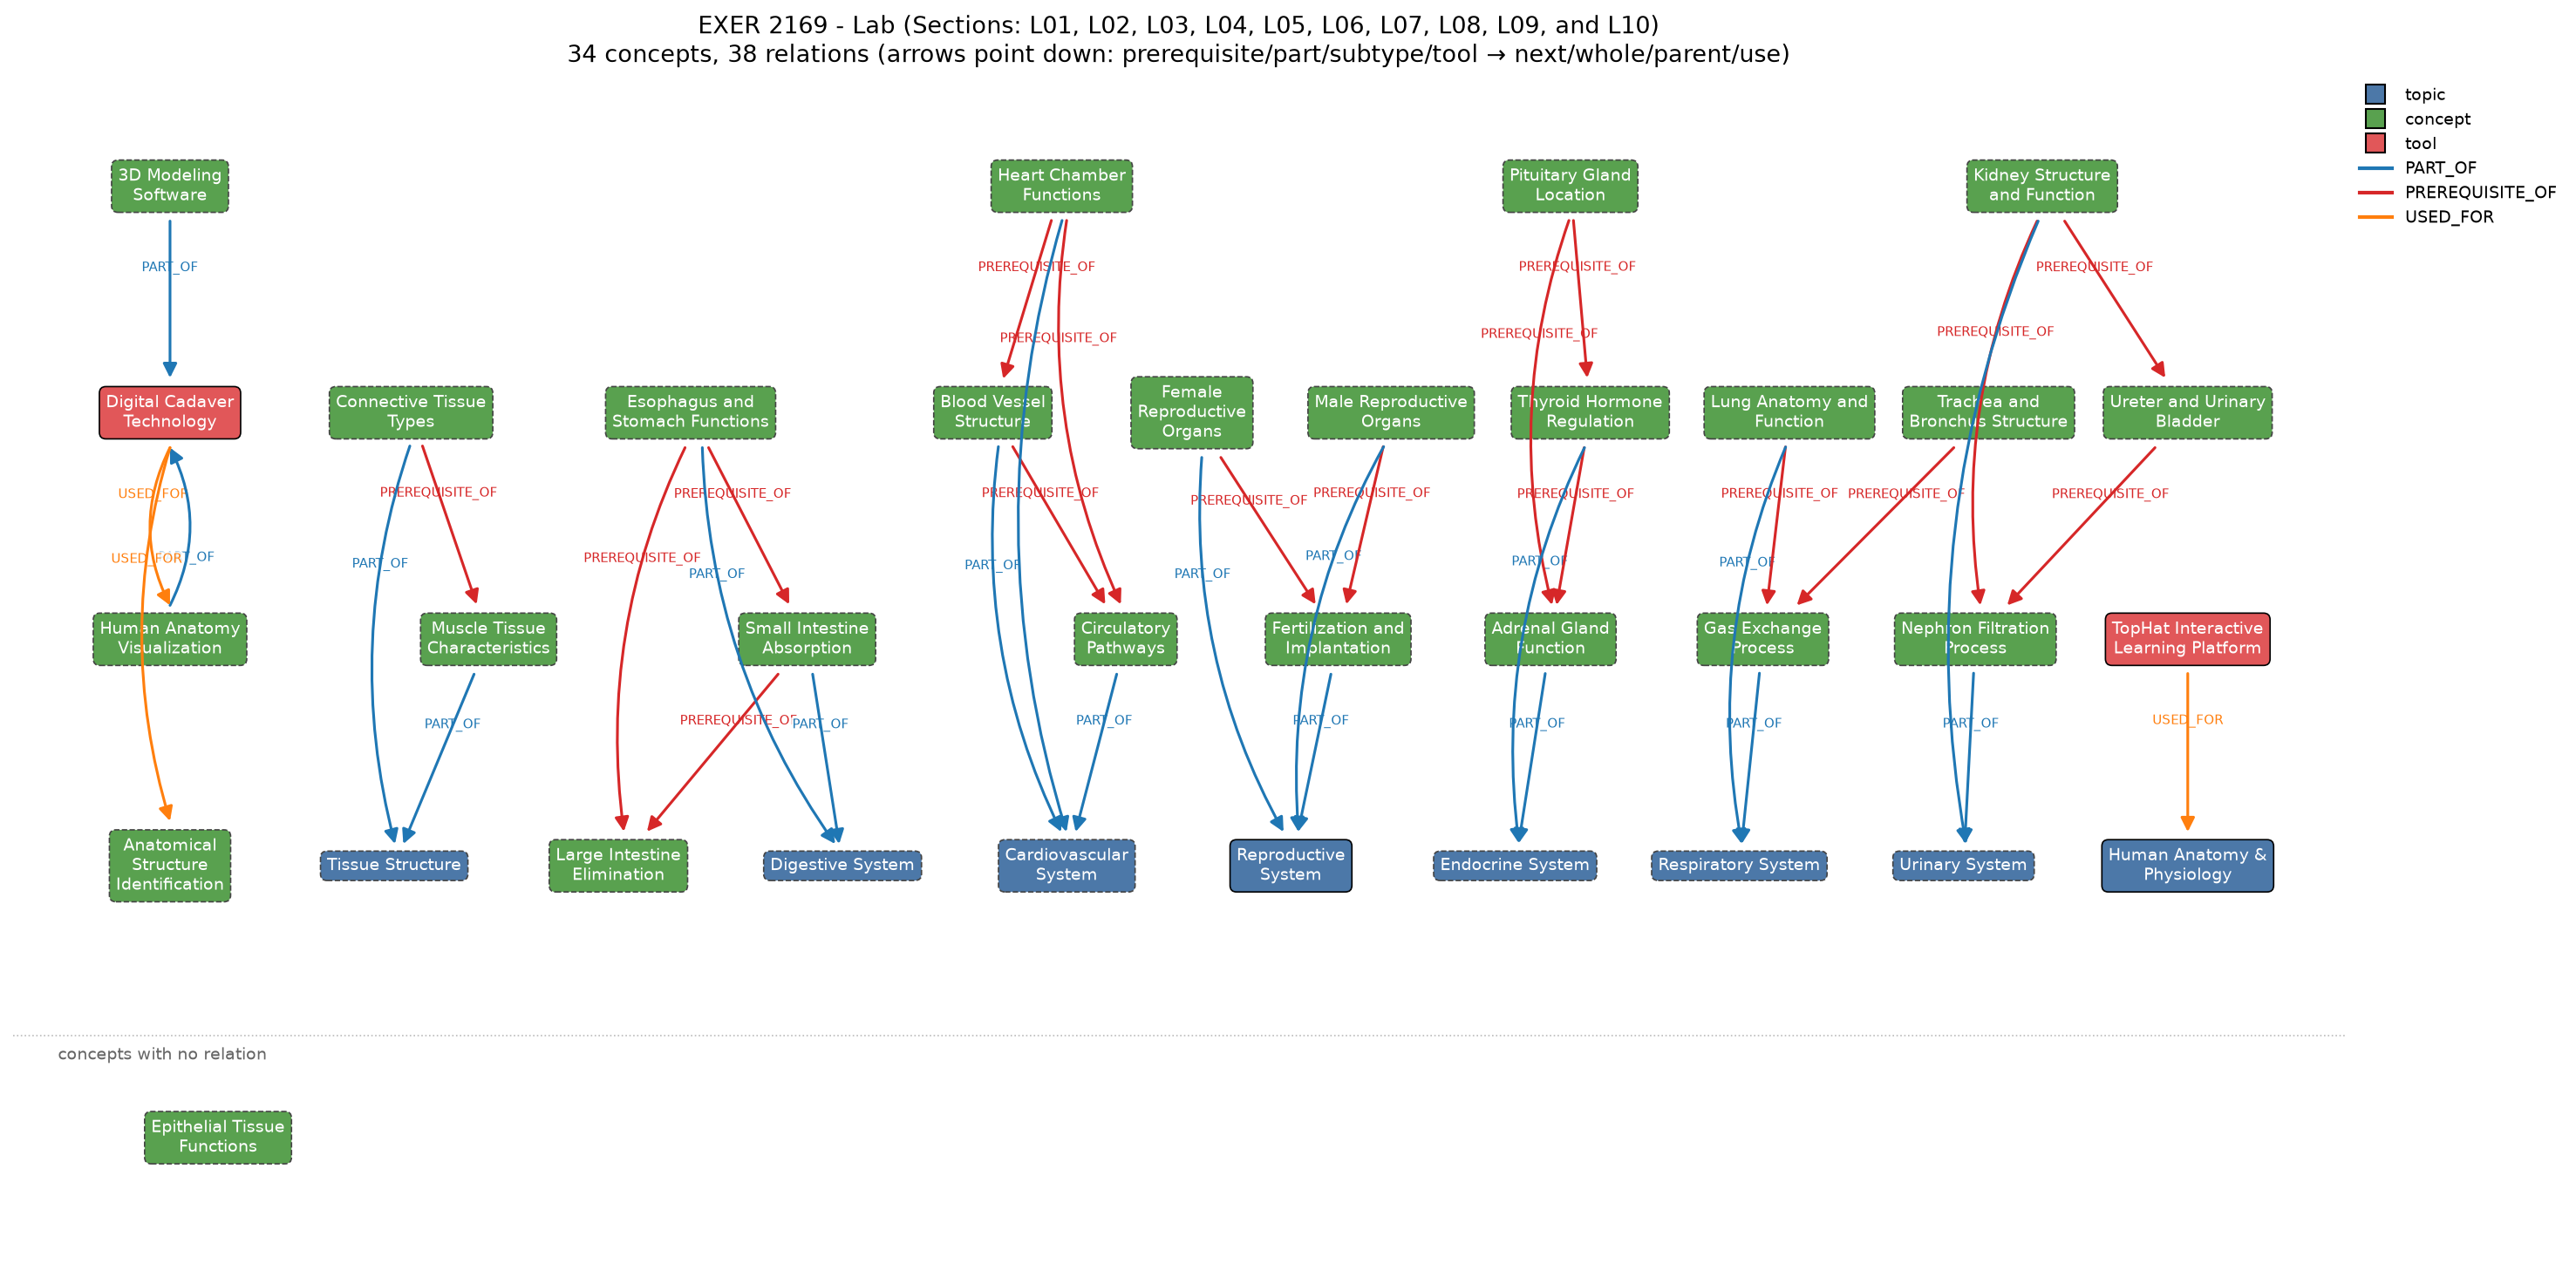 EXER 2169 - Lab (Sections: L01, L02, L03, L04, L05, L06, L07, L08, L09, and L10)
34 concepts, 38 relations (arrows point down: prerequisite/part/subtype/tool → next/whole/parent/use)
topic
concept
tool
PART_OF
PREREQUISITE_OF
USED_FOR
3D Modeling
Software
Heart Chamber
Functions
Pituitary Gland
Location
Kidney Structure
and Function
PART_OF
PREREQUISITE_OF
PREREQUISITE_OF
PREREQUISITE_OF
PREREQUISITE_OF
PREREQUISITE_OF
PREREQUISITE_OF
Digital Cadaver
Technology
Connective Tissue
Types
Esophagus and
Stomach Functions
Blood Vessel
Structure
Female
Reproductive
Organs
Male Reproductive
Organs
Thyroid Hormone
Regulation
Lung Anatomy and
Function
Trachea and
Bronchus Structure
Ureter and Urinary
Bladder
USED_FOR
PREREQUISITE_OF
PREREQUISITE_OF
PREREQUISITE_OF
PREREQUISITE_OF
PREREQUISITE_OF
PREREQUISITE_OF
PREREQUISITE_OF
PREREQUISITE_OF
PREREQUISITE_OF
USED_FOR
PART_OF
PART_OF
PREREQUISITE_OF
PART_OF
PART_OF
PART_OF
PART_OF
PART_OF
PART_OF
Human Anatomy
Visualization
Muscle Tissue
Characteristics
Small Intestine
Absorption
Circulatory
Pathways
Fertilization and
Implantation
Adrenal Gland
Function
Gas Exchange
Process
Nephron Filtration
Process
TopHat Interactive
Learning Platform
PART_OF
PREREQUISITE_OF
PART_OF
PART_OF
PART_OF
PART_OF
PART_OF
PART_OF
USED_FOR
Anatomical
Structure
Identification
Tissue Structure
Large Intestine
Elimination
Digestive System
Cardiovascular
System
Reproductive
System
Endocrine System
Respiratory System
Urinary System
Human Anatomy &
Physiology
concepts with no relation
Epithelial Tissue
Functions